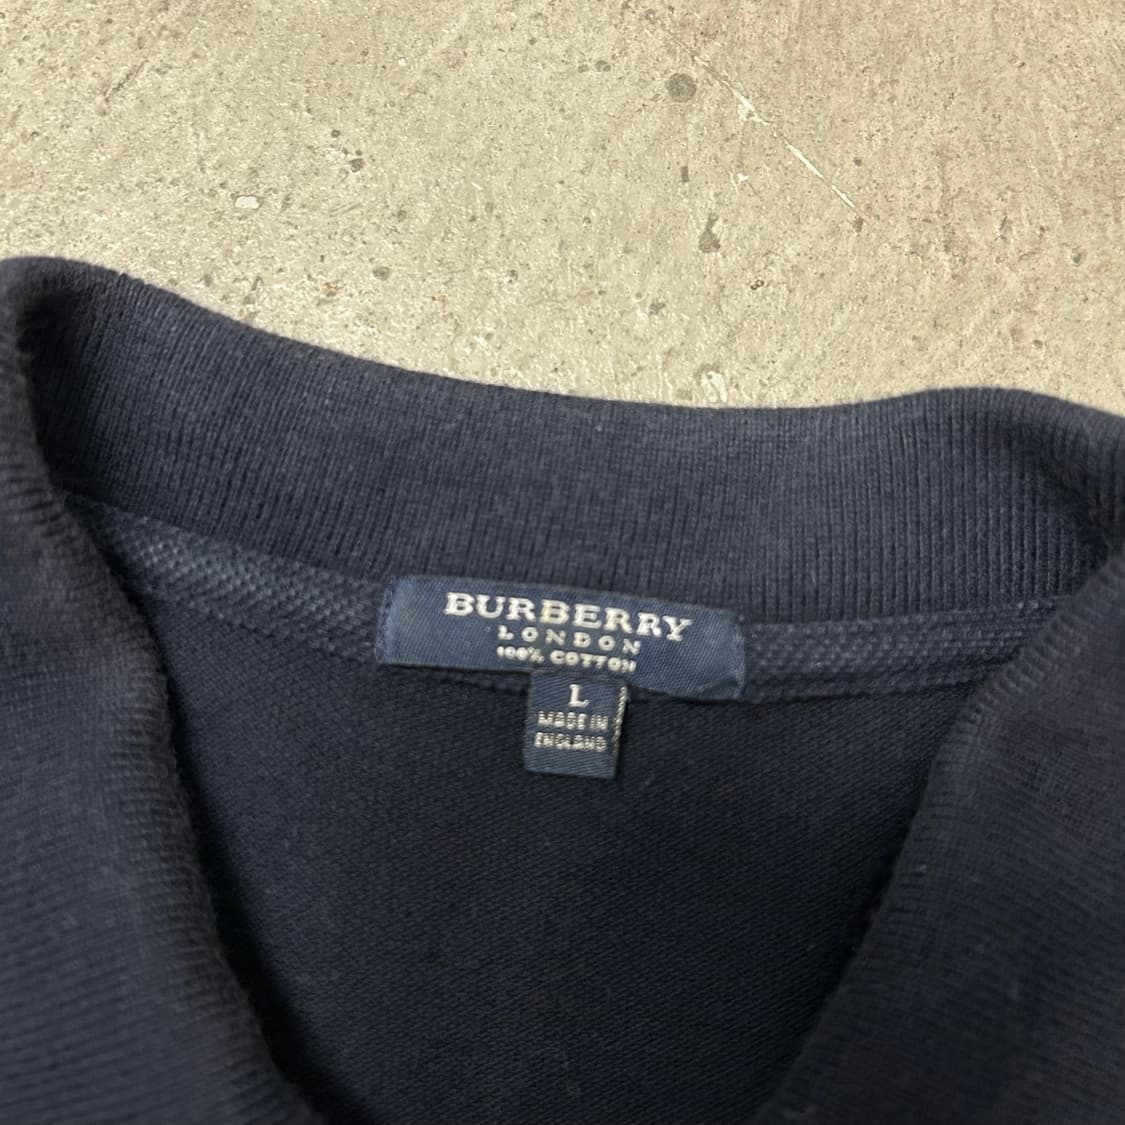 BURBERRY
LONDON
100% COTTON
L
MADE IN
ENGLAND